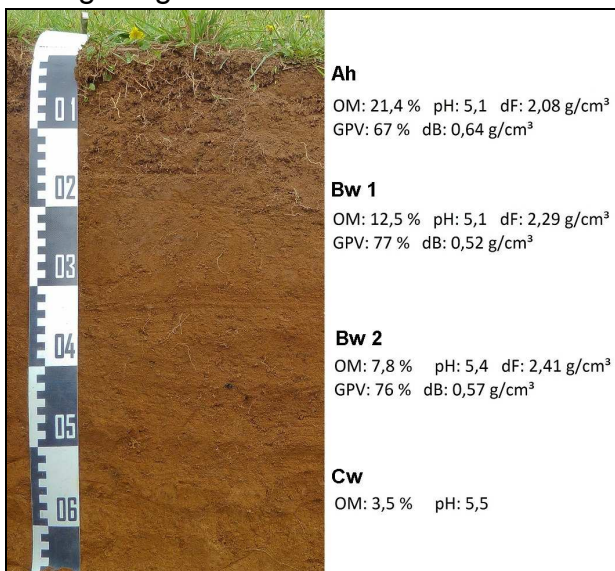 01
02
03
04
05
06
Ah
OM: 21,4 % pH: 5,1 dF: 2,08 g/cm³
GPV: 67 % dB: 0,64 g/cm³
Bw 1
OM: 12,5 % pH: 5,1 dF: 2,29 g/cm³
GPV: 77 % dB: 0,52 g/cm³
Bw 2
OM: 7,8 % pH: 5,4 dF: 2,41 g/cm³
GPV: 76 % dB: 0,57 g/cm³
Cw
OM: 3,5 % pH: 5,5